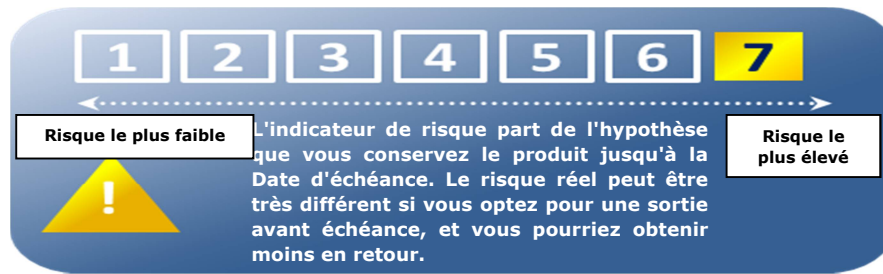 1 2 3 4 5 6 7
Risque le plus faible
Risque le
plus élevé
L'indicateur de risque part de l'hypothèse
que vous conservez le produit jusqu'à la
Date d'échéance. Le risque réel peut être
très différent si vous optez pour une sortie
avant échéance, et vous pourriez obtenir
moins en retour.
!